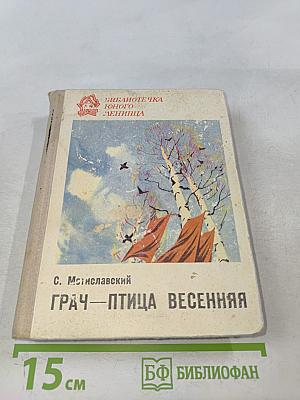 БИБЛИОТЕЧКА
ЮНОГО
ЛЕНИНЦА
С. Мстиславский
ГРАЧ—ПТИЦА ВЕСЕННЯЯ
15 см
БФ БИБЛИОФАН